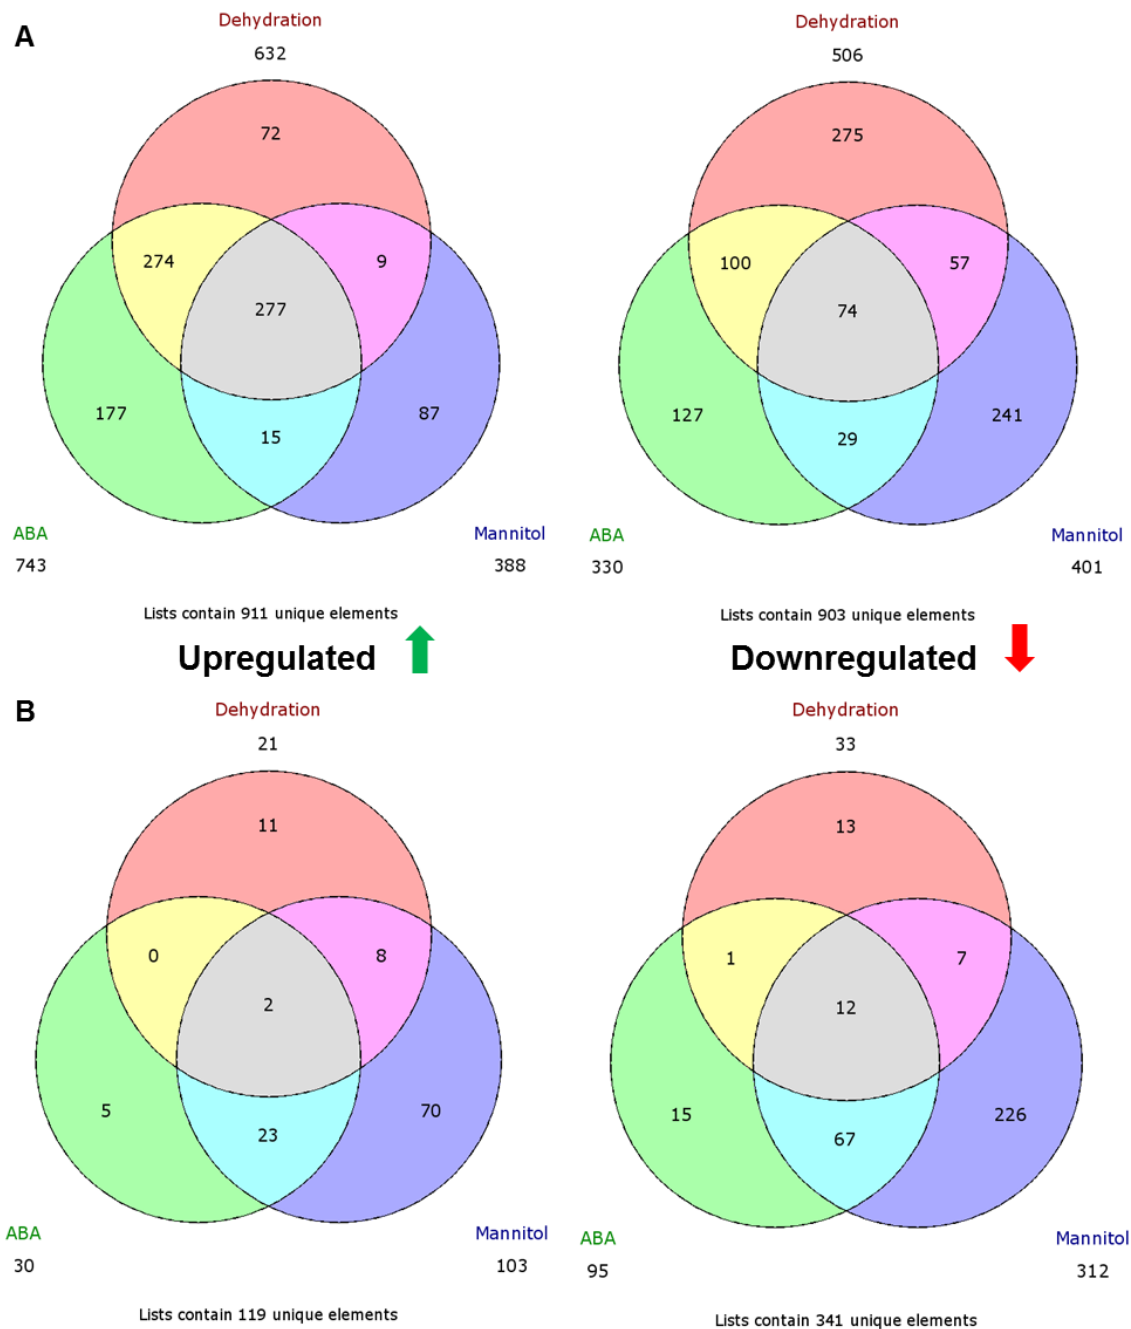 A
Dehydration
632
72
274
9
277
177
15
87
ABA
743
Mannitol
388
Lists contain 911 unique elements
Upregulated
Dehydration
506
275
100
57
74
127
29
241
ABA
330
Mannitol
401
Lists contain 903 unique elements
Downregulated
B
Dehydration
21
11
0
8
2
5
23
70
ABA
30
Mannitol
103
Lists contain 119 unique elements
Dehydration
33
13
1
7
12
15
67
226
ABA
95
Mannitol
312
Lists contain 341 unique elements